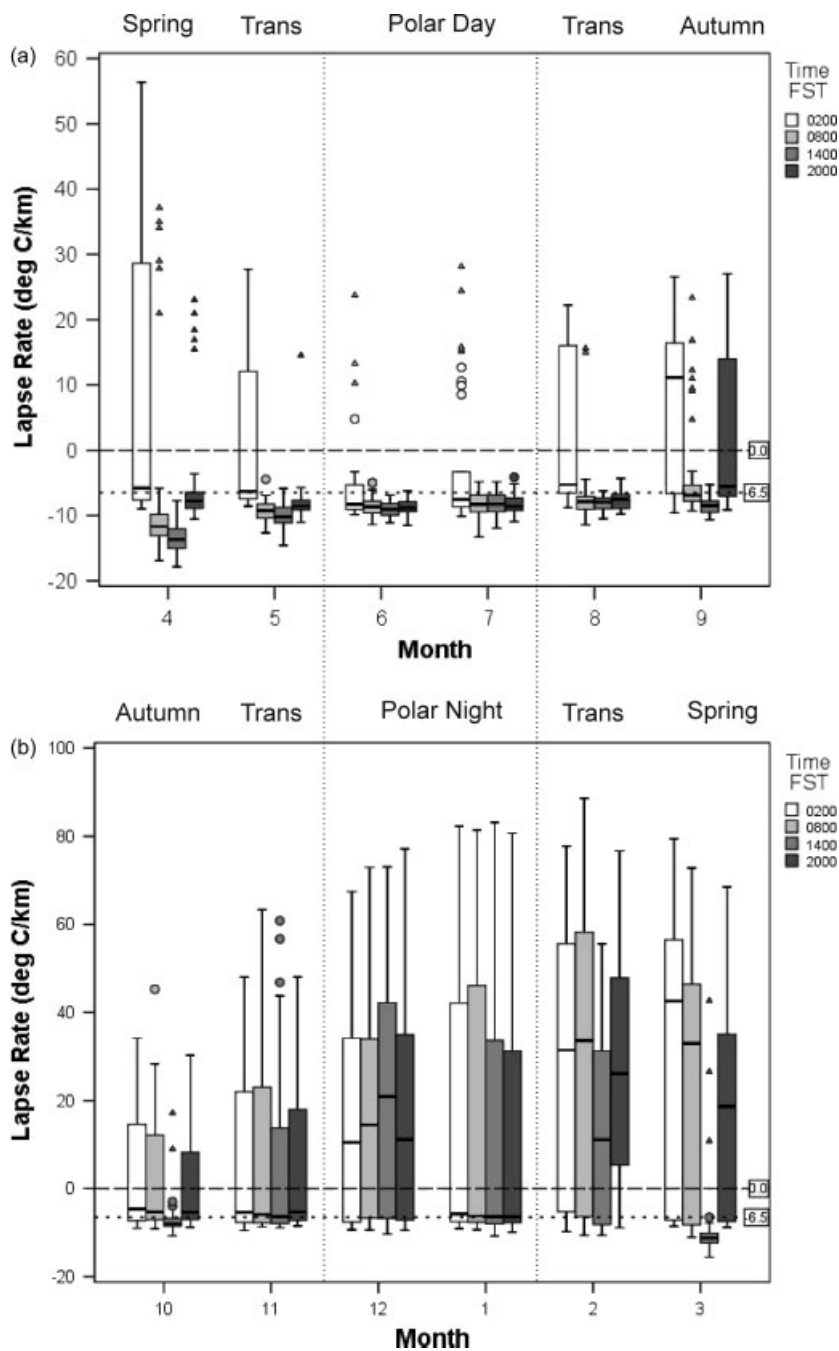 Spring Trans Polar Day Trans Autumn
(a)
Time
FST
0200
0800
1400
2000
Lapse Rate (deg C/km)
60
50
40
30
20
10
0
-10
-20
0.0
-6.5
4 5 6 7 8 9
Month
Autumn Trans Polar Night Trans Spring
(b)
Time
FST
0200
0800
1400
2000
Lapse Rate (deg C/km)
100
80
60
40
20
0
-20
0.0
-6.5
10 11 12 1 2 3
Month